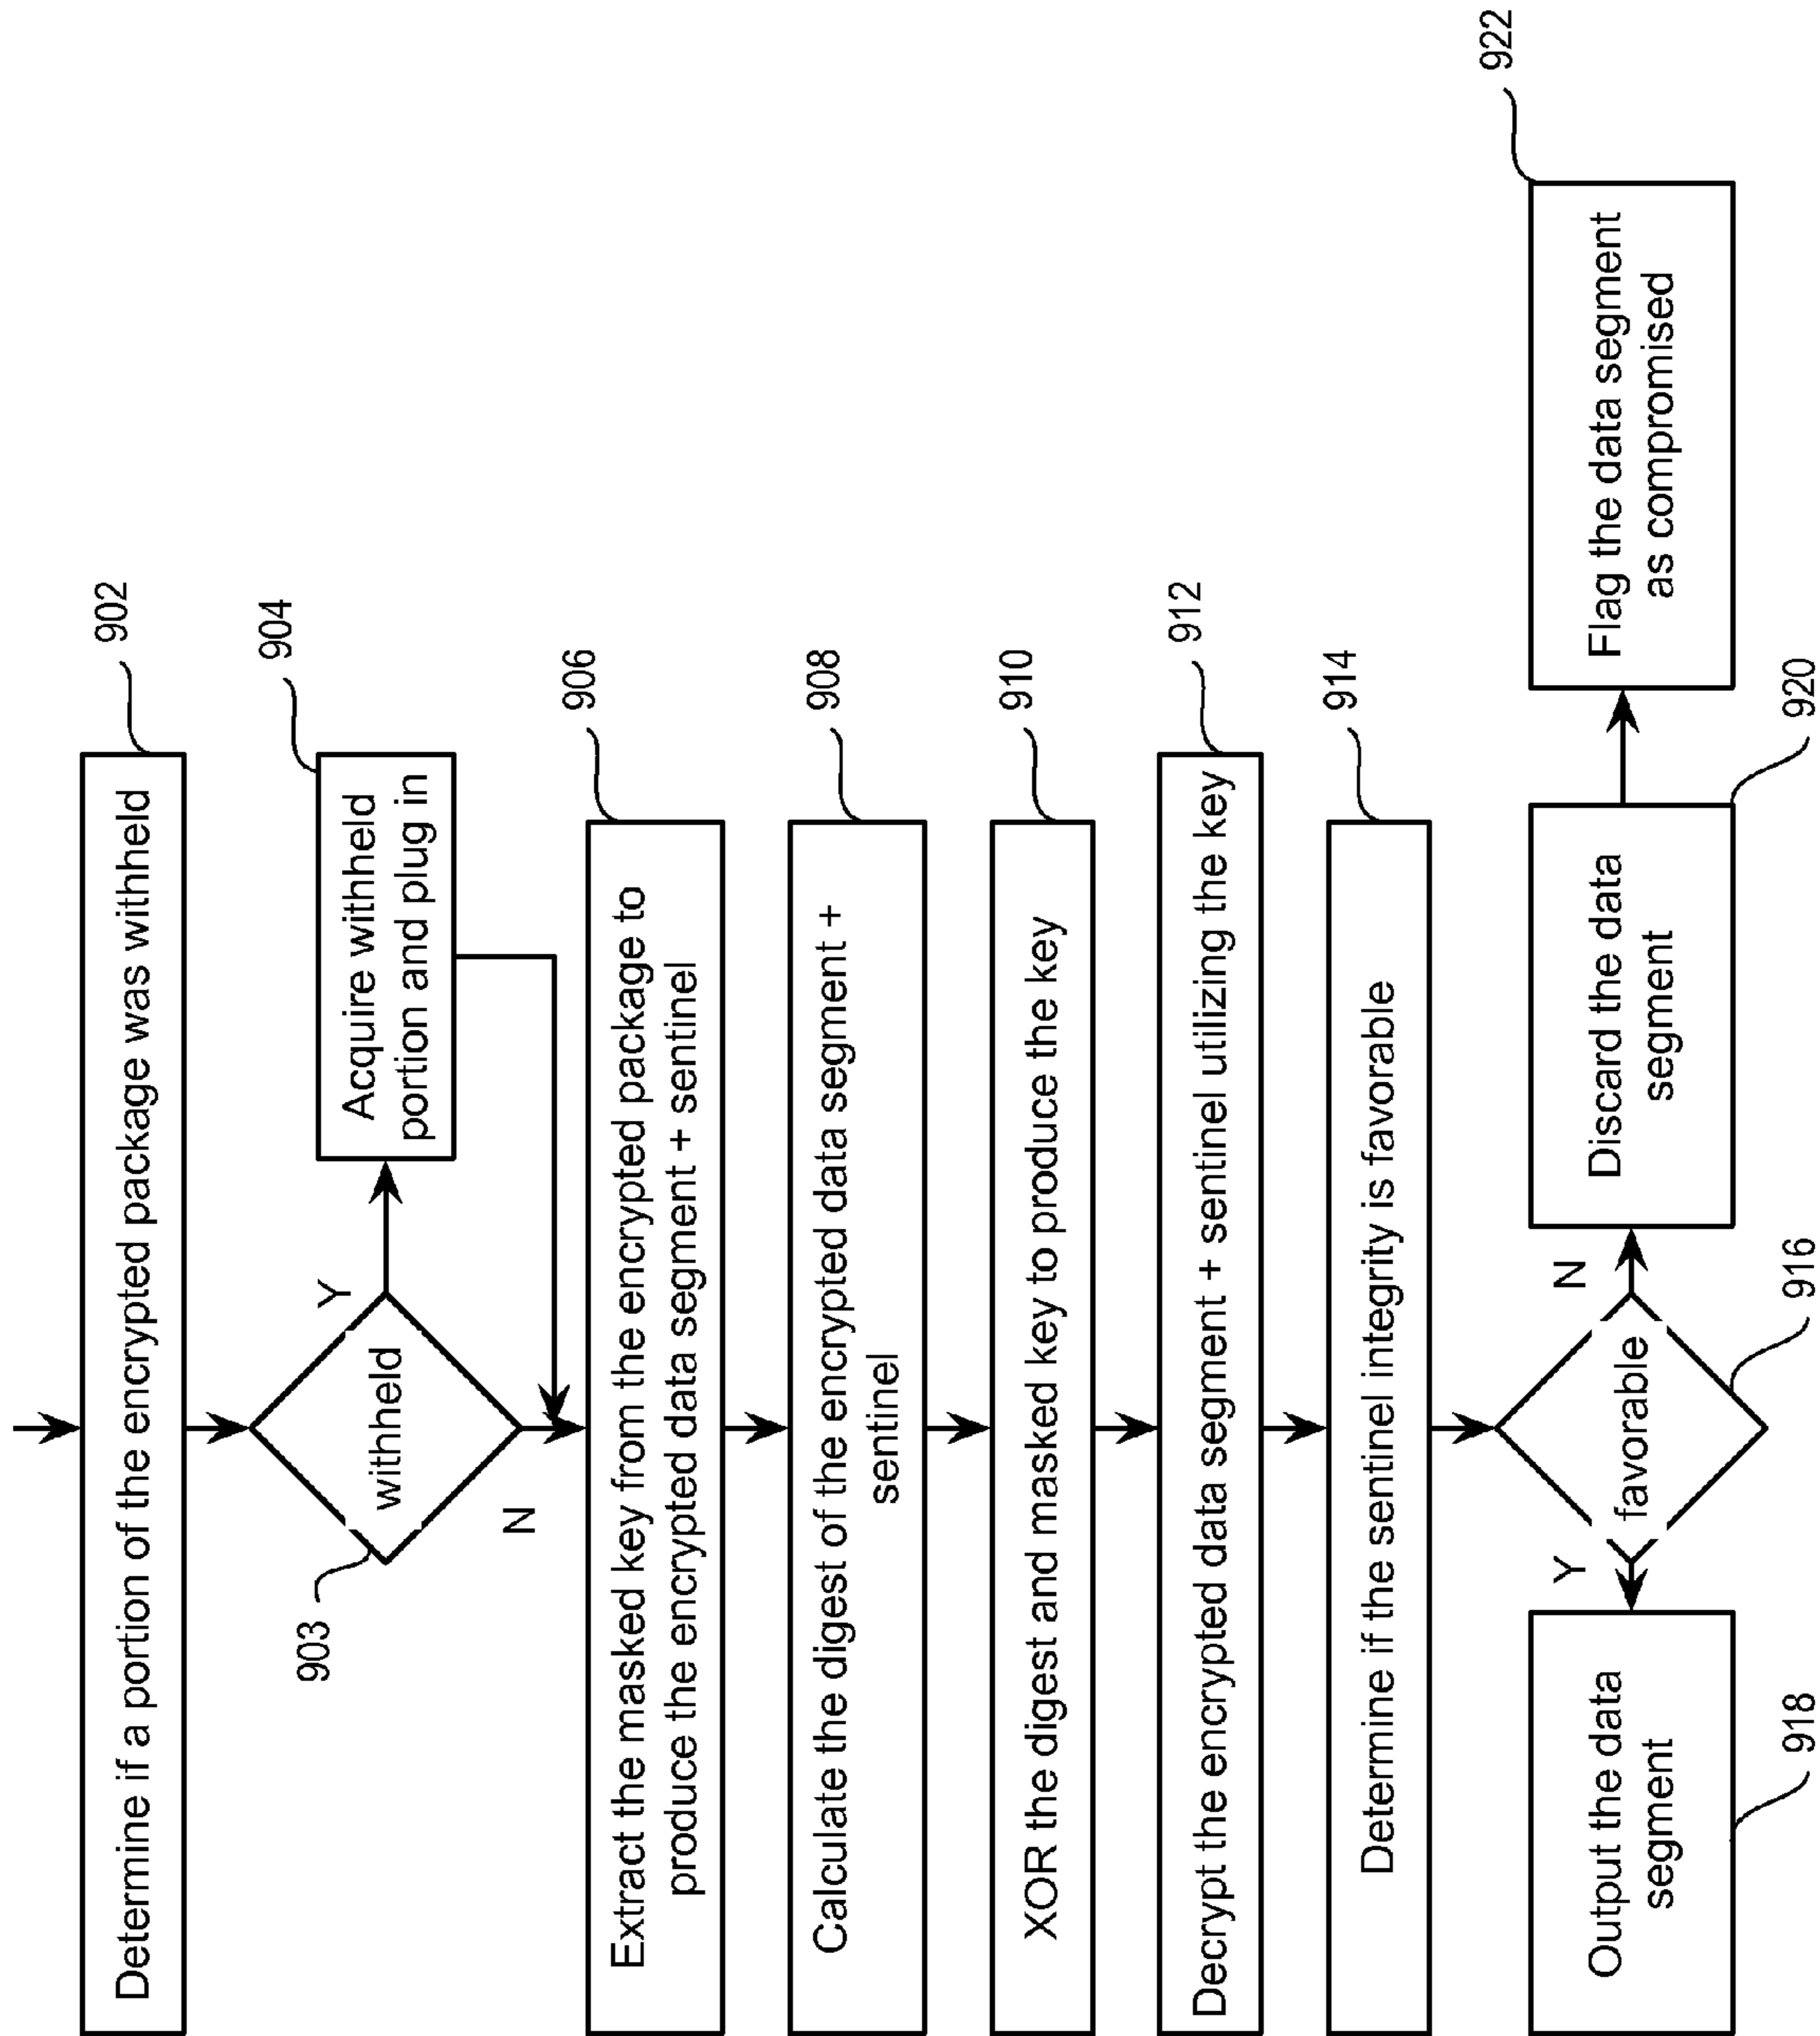 Determine if a portion of the encrypted package was withheld
902
withheld
903
Y
N
Acquire withheld
portion and plug in
904
Extract the masked key from the encrypted package to
produce the encrypted data segment + sentinel
906
Calculate the digest of the encrypted data segment +
sentinel
908
XOR the digest and masked key to produce the key
910
Decrypt the encrypted data segment + sentinel utilizing the key
912
Determine if the sentinel integrity is favorable
914
favorable
916
Y
N
Output the data
segment
918
Discard the data
segment
920
Flag the data segment
as compromised
922